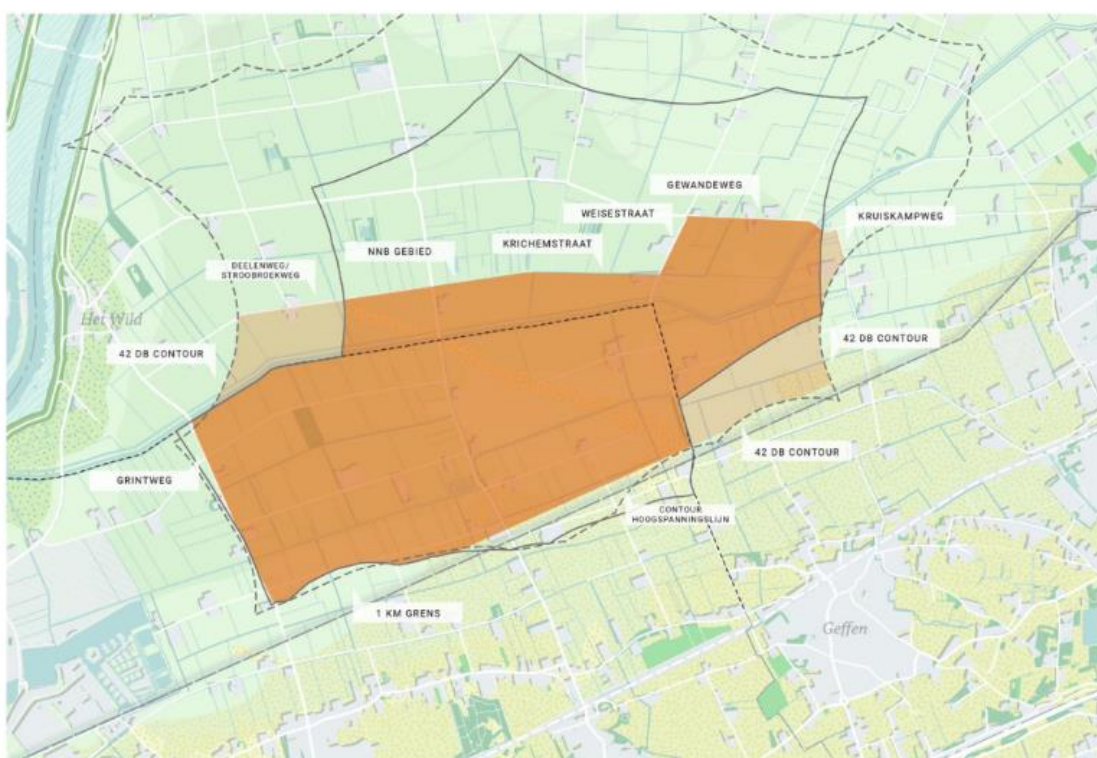 GEWANDEWEG
WEISESTRAAT
KRUISKAMPWEG
KRICHEMSTRAAT
NNB GEBIED
DEELENWEG/
STROOBROEKWEG
Het Wild
42 DB CONTOUR
42 DB CONTOUR
42 DB CONTOUR
GRINTWEG
CONTOUR
HOOGSPANNINGSLIJN
1 KM GRENS
Geffen